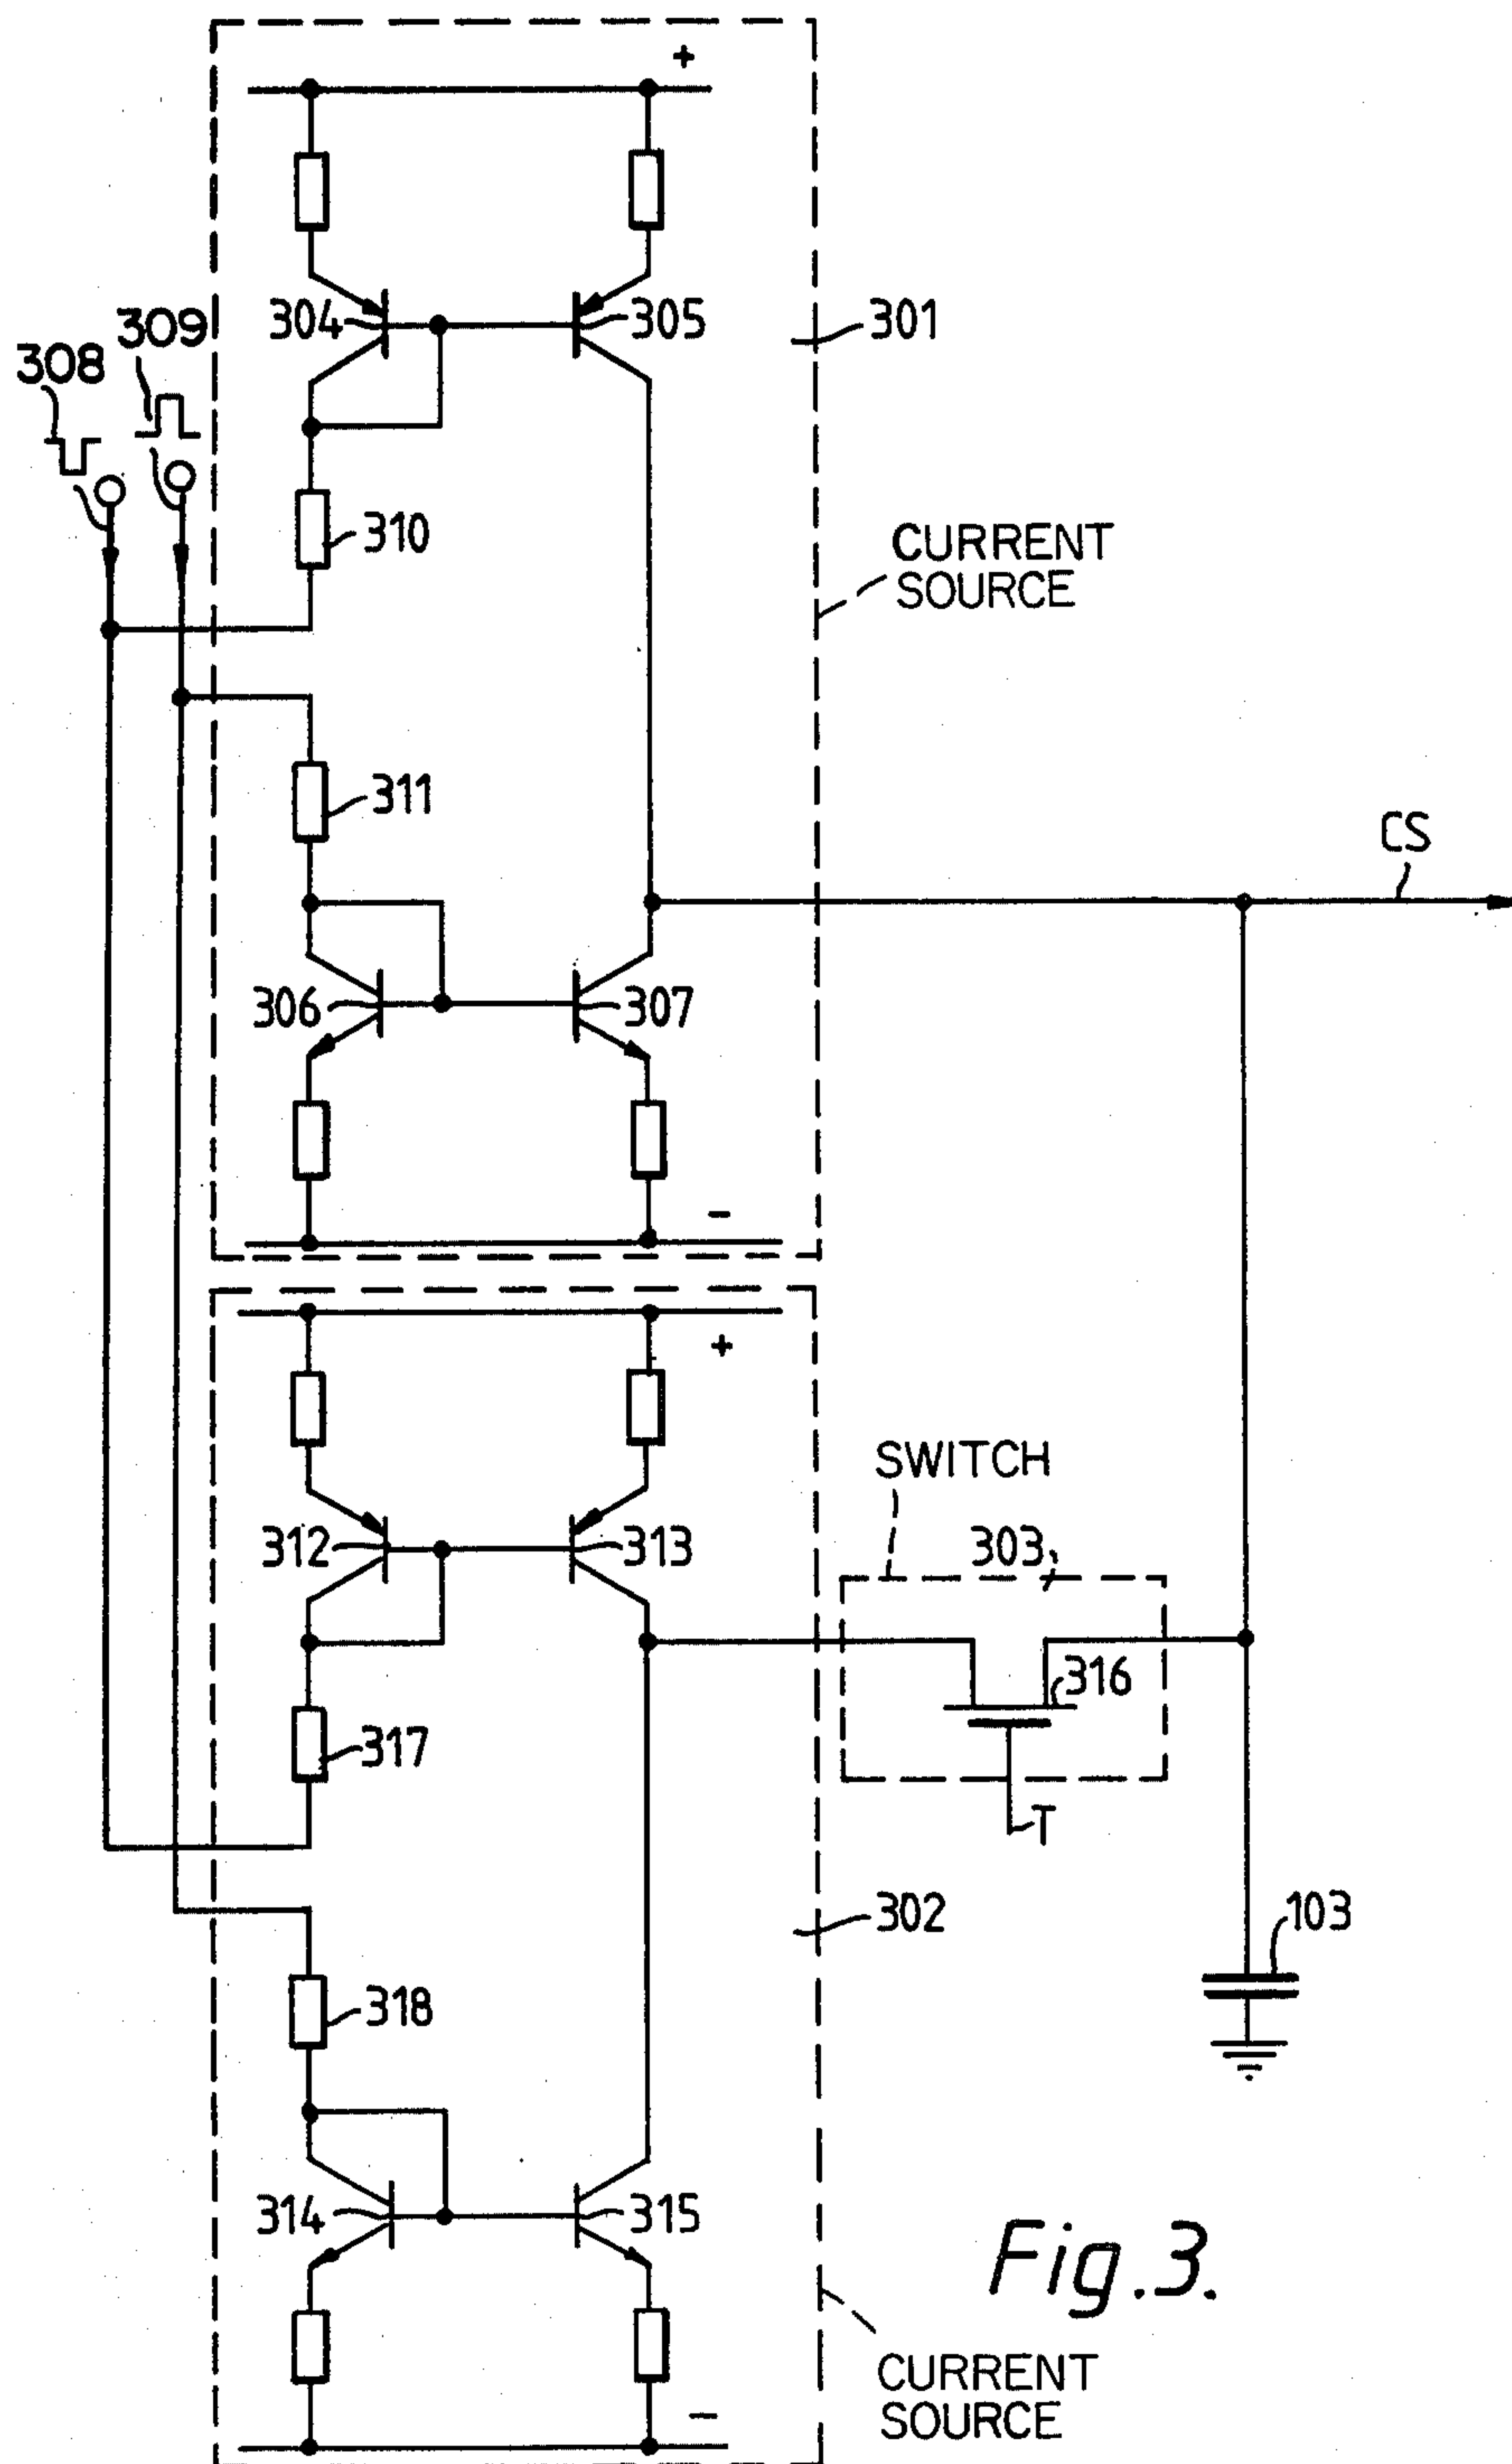 +
304
305
301
309
308
310
CURRENT
SOURCE
311
CS
306
307
-
+
SWITCH
312
313
303
316
317
T
302
103
318
314
315
Fig.3.
CURRENT
SOURCE
-